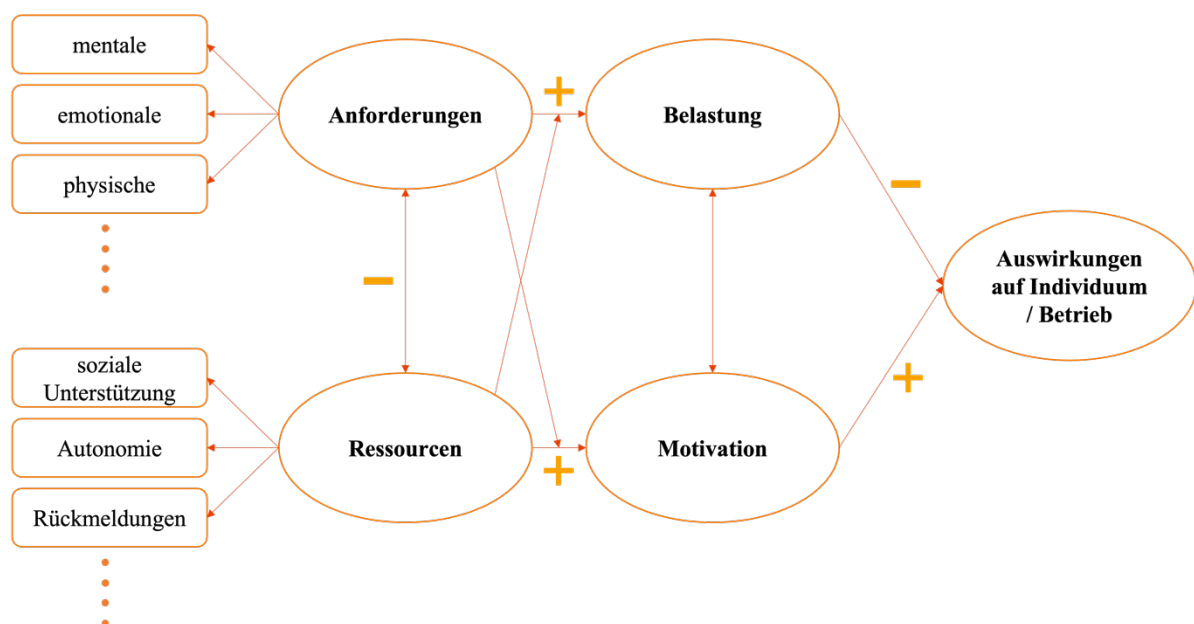 mentale
emotionale
physische
Anforderungen
+
Belastung
−
−
Auswirkungen
auf Individuum
/ Betrieb
soziale
Unterstützung
Autonomie
Rückmeldungen
Ressourcen
+
Motivation
+